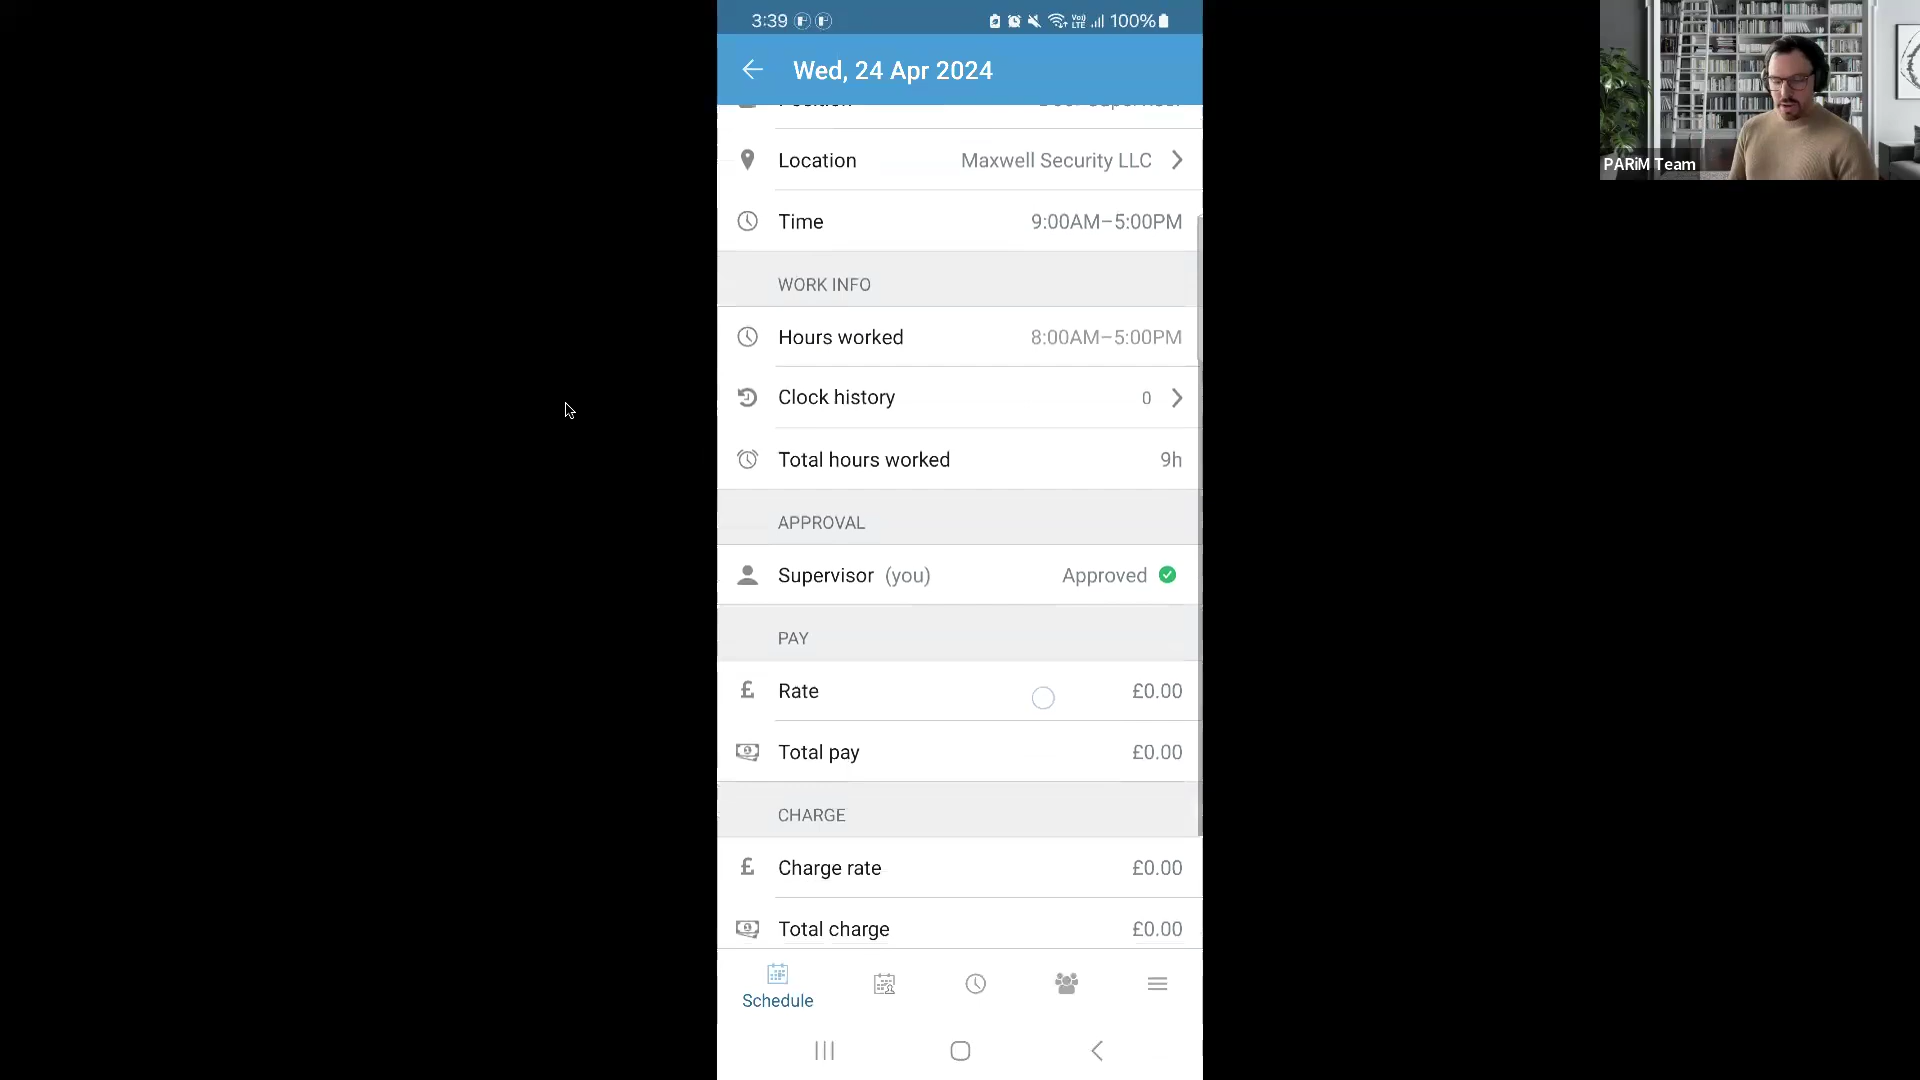 3:39 100%
Wed, 24 Apr 2024
Location Maxwell Security LLC
Time 9:00AM–5:00PM
WORK INFO
Hours worked 8:00AM–5:00PM
Clock history 0
Total hours worked 9h
APPROVAL
Supervisor (you) Approved
PAY
Rate £0.00
Total pay £0.00
CHARGE
Charge rate £0.00
Total charge £0.00
Schedule
PARiM Team